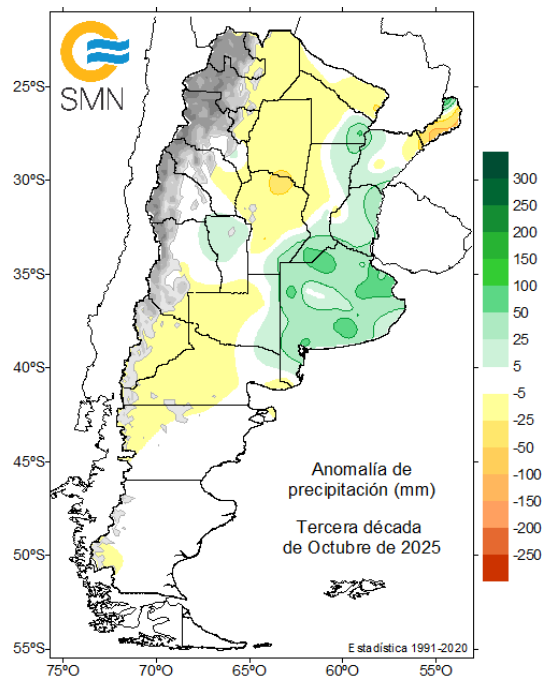 SMN
25ºS
30ºS
35ºS
40ºS
45ºS
50ºS
55ºS
75ºO
70ºO
65ºO
60ºO
55ºO
300
250
200
150
100
50
25
5
-5
-25
-50
-100
-150
-200
-250
Anomalía de
precipitación (mm)
Tercera década
de Octubre de 2025
Estadística 1991-2020